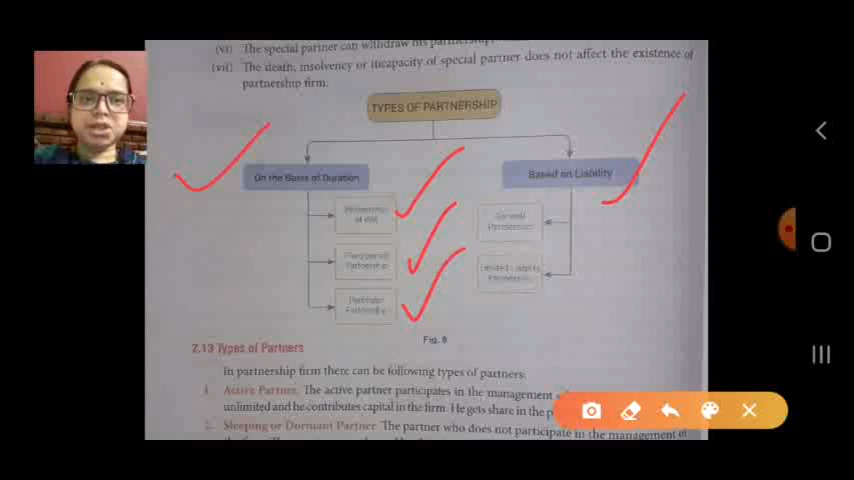 (vi) The special partner can withdraw his partnership.
(vii) The death, insolvency or incapacity of special partner does not affect the existence of
partnership firm.
TYPES OF PARTNERSHIP
On the Basis of Duration
Partnership
at Will
Partnership
Particular
Partnership
Based on Liability
General
Partnership
Limited Liability
Partnership
Fig. 8
2.13 Types of Partners
In partnership firm there can be following types of partners:
1. Active Partner. The active partner participates in the management
unlimited and he contributes capital in the firm. He gets share in the p
2. Sleeping or Dormant Partner. The partner who does not participate in the management of